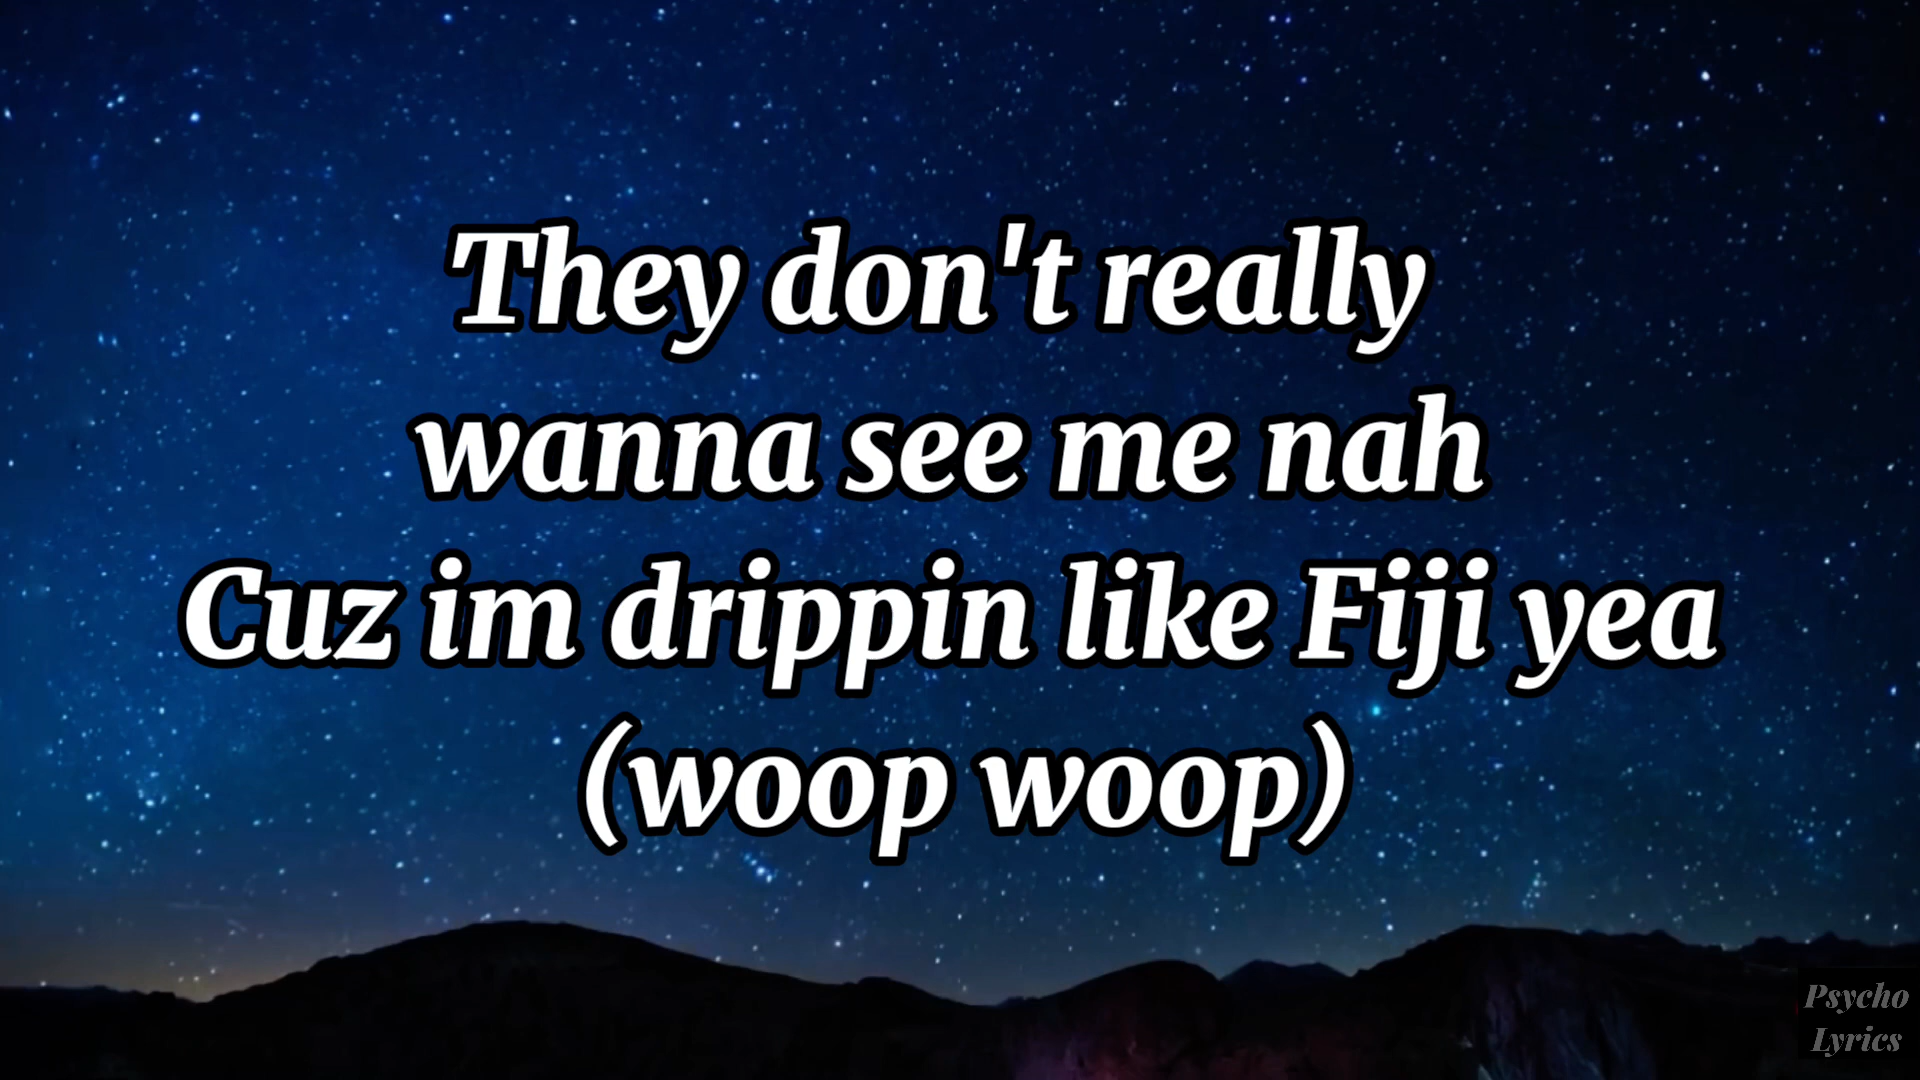 They don't really
wanna see me nah
Cuz im drippin like Fiji yea
(woop woop)
Psycho
Lyrics